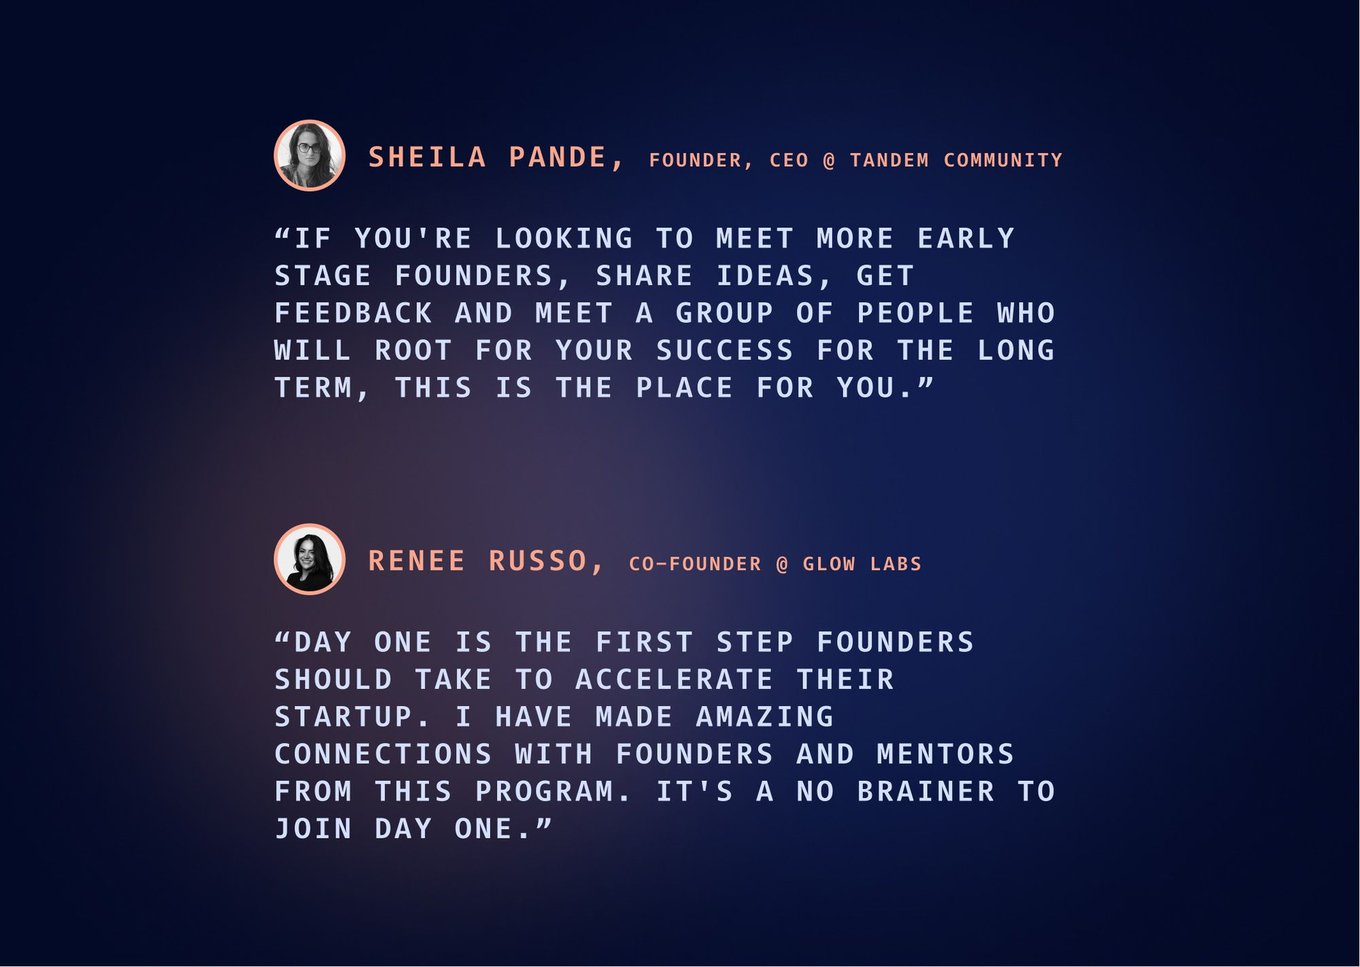 SHEILA PANDE, FOUNDER, CEO @ TANDEM COMMUNITY
“IF YOU'RE LOOKING TO MEET MORE EARLY
STAGE FOUNDERS, SHARE IDEAS, GET
FEEDBACK AND MEET A GROUP OF PEOPLE WHO
WILL ROOT FOR YOUR SUCCESS FOR THE LONG
TERM, THIS IS THE PLACE FOR YOU.”
RENEE RUSSO, CO–FOUNDER @ GLOW LABS
“DAY ONE IS THE FIRST STEP FOUNDERS
SHOULD TAKE TO ACCELERATE THEIR
STARTUP. I HAVE MADE AMAZING
CONNECTIONS WITH FOUNDERS AND MENTORS
FROM THIS PROGRAM. IT'S A NO BRAINER TO
JOIN DAY ONE.”